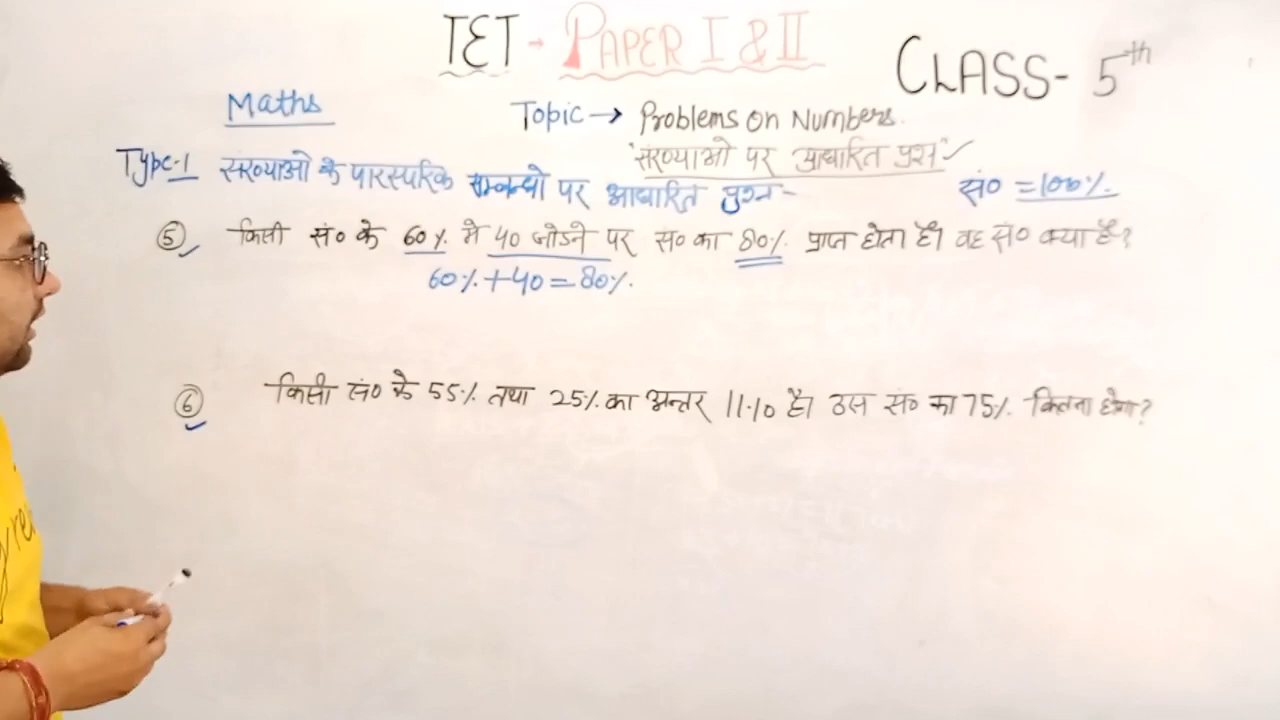 TET - PAPER I & II
CLASS- 5th
Maths
Topic → Problems on Numbers.
"संख्याओ पर आधारित प्रश्न"✓
Type-1 संख्याओ के पारस्परिक सम्बन्धो पर आधारित प्रश्न-
सं० =100%.
⑤ किसी सं० के 60%. मे 40 जोडने पर सं० का 80%. प्राप्त होता है। वह सं० क्या है?
60%.+40=80%.
⑥ किसी सं० के 55%. तथा 25%.का अन्तर 11.10 है। उस सं० का 75%. कितना होगा?